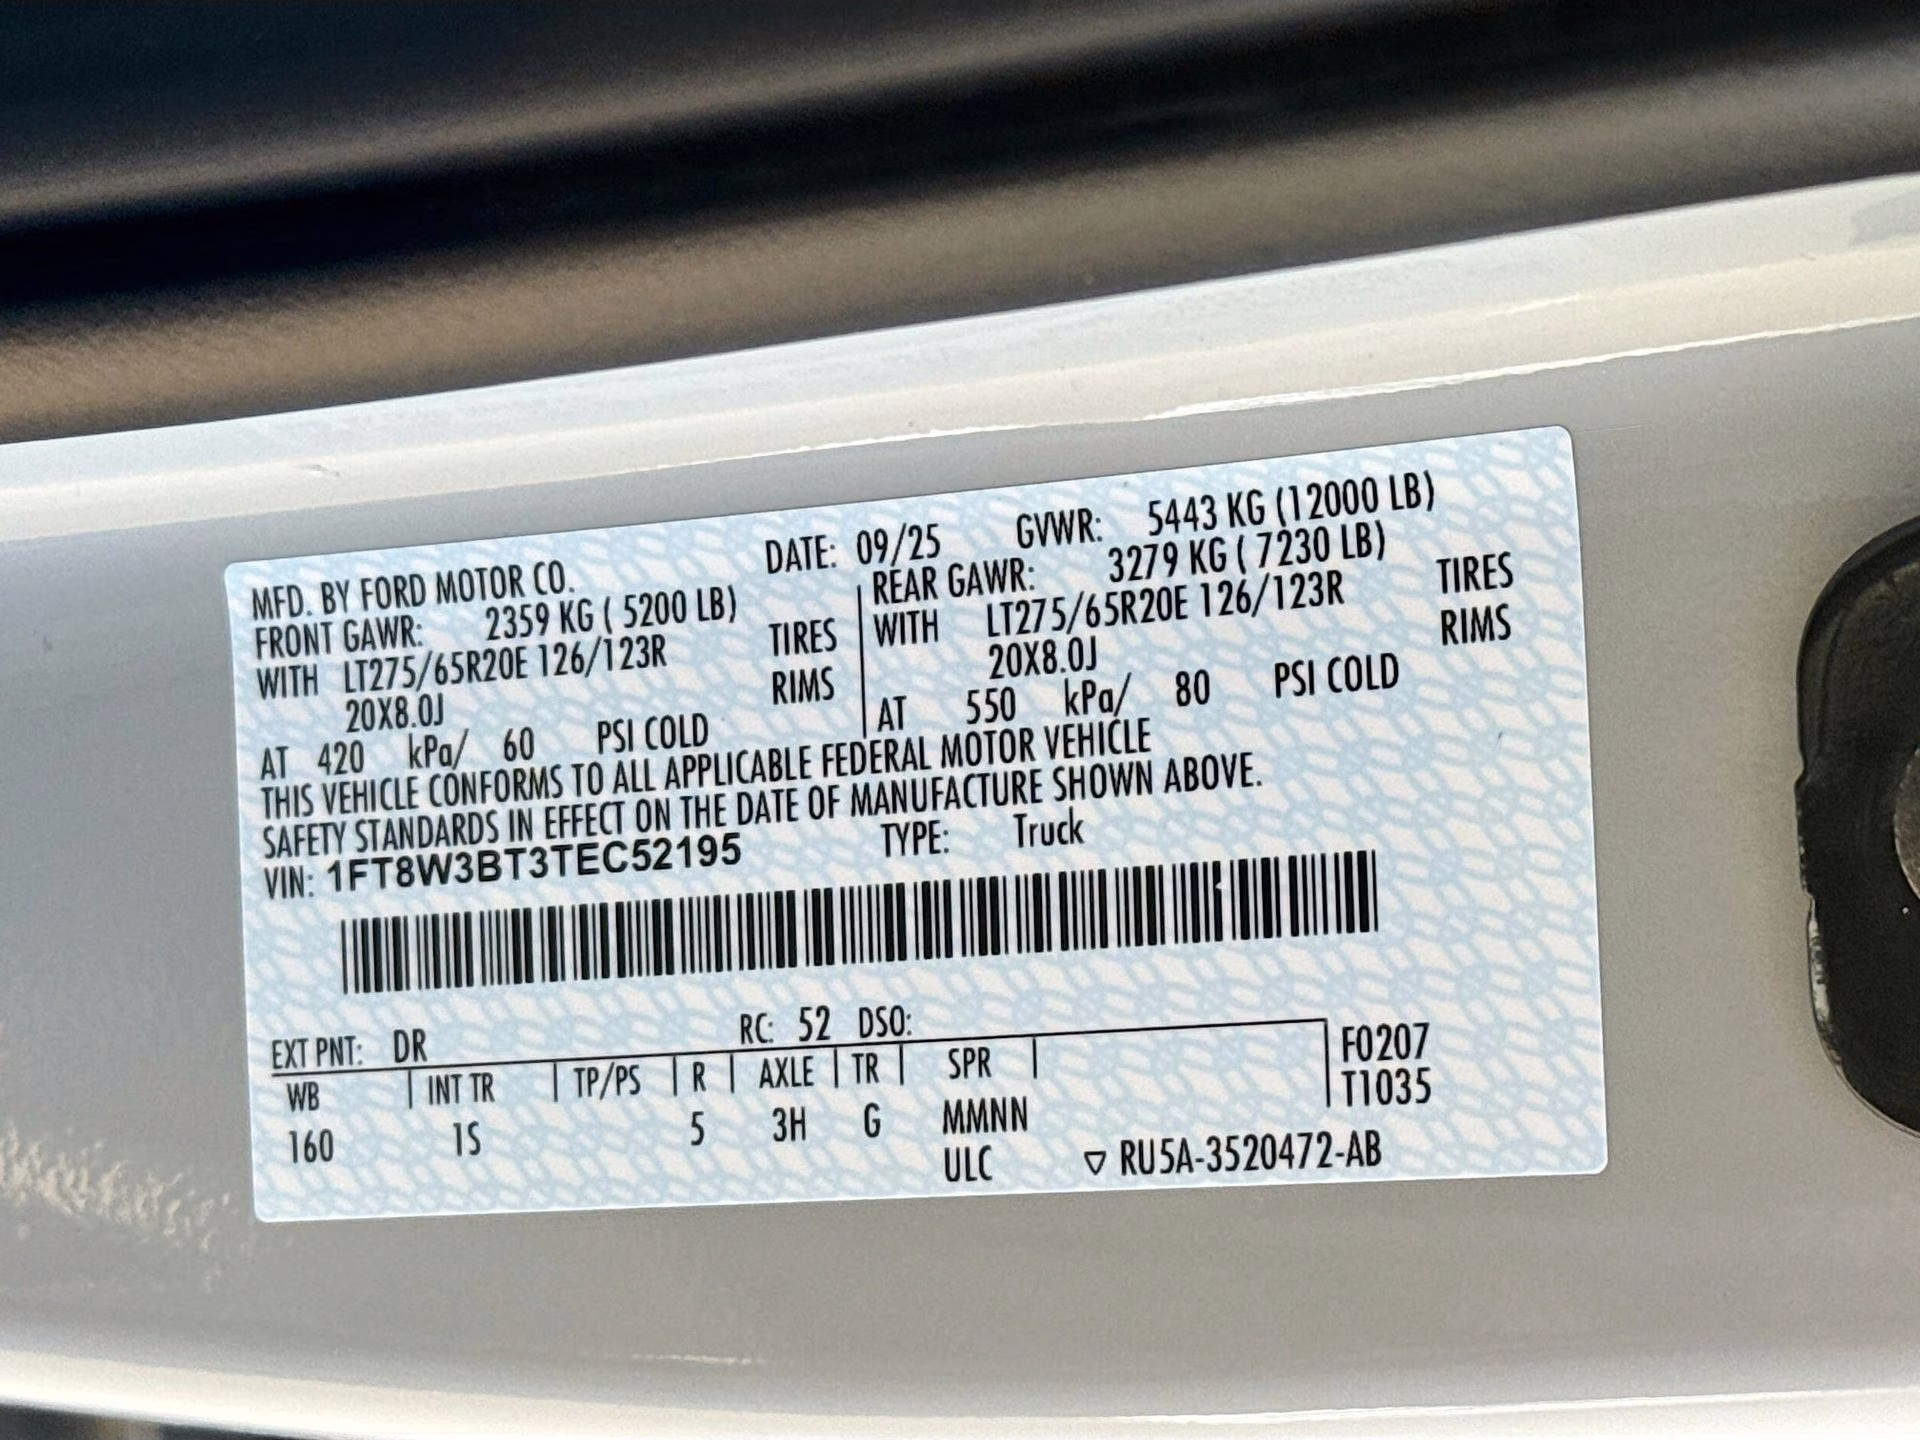 MFD. BY FORD MOTOR CO. DATE: 09/25 GVWR: 5443 KG (12000 LB)
FRONT GAWR: 2359 KG ( 5200 LB) REAR GAWR: 3279 KG ( 7230 LB)
WITH LT275/65R20E 126/123R TIRES WITH LT275/65R20E 126/123R TIRES
20X8.0J RIMS 20X8.0J RIMS
AT 420 kPa/ 60 PSI COLD AT 550 kPa/ 80 PSI COLD
THIS VEHICLE CONFORMS TO ALL APPLICABLE FEDERAL MOTOR VEHICLE
SAFETY STANDARDS IN EFFECT ON THE DATE OF MANUFACTURE SHOWN ABOVE.
VIN: 1FT8W3BT3TEC52195 TYPE: Truck
EXT PNT: DR RC: 52 DSO:
WB INT TR TP/PS R AXLE TR SPR F0207
160 1S 5 3H G MMNN T1035
ULC ▽ RU5A-3520472-AB